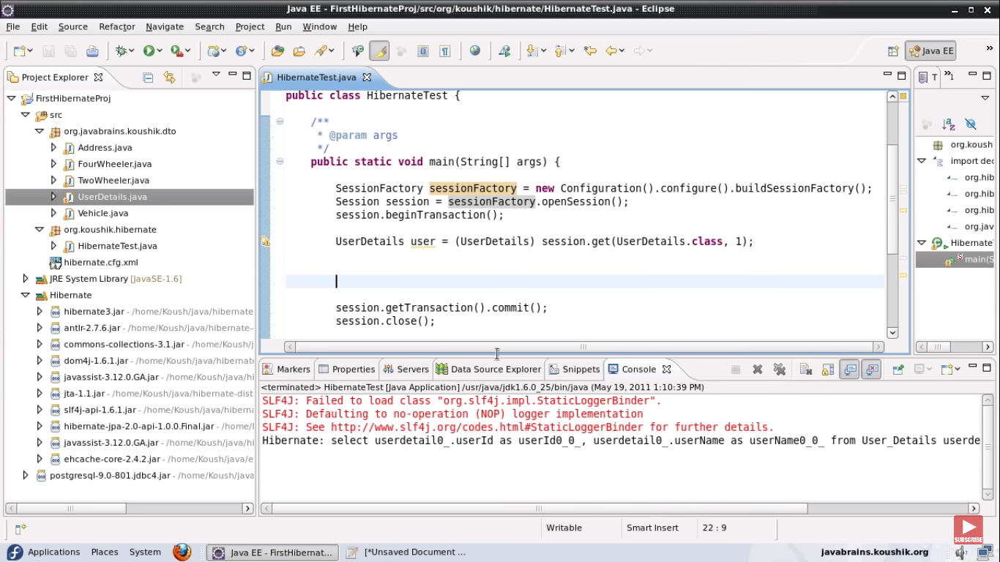 Java EE - FirstHibernateProj/src/org/koushik/hibernate/HibernateTest.java - Eclipse
File Edit Source Refactor Navigate Search Project Run Window Help
Java EE
Project Explorer
FirstHibernateProj
src
org.javabrains.koushik.dto
Address.java
FourWheeler.java
TwoWheeler.java
UserDetails.java
Vehicle.java
org.koushik.hibernate
HibernateTest.java
hibernate.cfg.xml
JRE System Library [JavaSE-1.6]
Hibernate
hibernate3.jar - /home/Koush/java/hibernate
antlr-2.7.6.jar - /home/Koush/java/hibernate-
commons-collections-3.1.jar - /home/Koush/j
dom4j-1.6.1.jar - /home/Koush/java/hibernat
javassist-3.12.0.GA.jar - /home/Koush/java/h
jta-1.1.jar - /home/Koush/java/hibernate-dist
slf4j-api-1.6.1.jar - /home/Koush/java/hiberna
hibernate-jpa-2.0-api-1.0.0.Final.jar - /home/
javassist-3.12.0.GA.jar - /home/Koush/java/h
ehcache-core-2.4.2.jar - /home/Koush/java/e
postgresql-9.0-801.jdbc4.jar - /home/Koush/java
HibernateTest.java
public class HibernateTest {
/**
* @param args
*/
public static void main(String[] args) {
SessionFactory sessionFactory = new Configuration().configure().buildSessionFactory();
Session session = sessionFactory.openSession();
session.beginTransaction();
UserDetails user = (UserDetails) session.get(UserDetails.class, 1);
session.getTransaction().commit();
session.close();
T
org.koush
import dec
org.hib
org.hib
org.hib
org.jav
Hibernate
main(S
Markers Properties Servers Data Source Explorer Snippets Console
<terminated> HibernateTest [Java Application] /usr/java/jdk1.6.0_25/bin/java (May 19, 2011 1:10:39 PM)
SLF4J: Failed to load class "org.slf4j.impl.StaticLoggerBinder".
SLF4J: Defaulting to no-operation (NOP) logger implementation
SLF4J: See http://www.slf4j.org/codes.html#StaticLoggerBinder for further details.
Hibernate: select userdetail0_.userId as userId0_0_, userdetail0_.userName as userName0_0_ from User_Details userde
Writable Smart Insert 22 : 9
SUBSCRIBE
Applications Places System Java EE - FirstHibernat... [*Unsaved Document ... javabrains.koushik.org